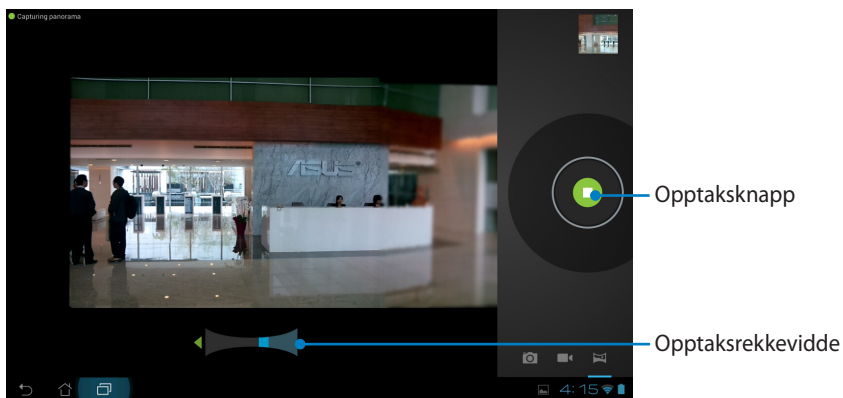 Capturing panorama
ASUS
Opptaksknapp
Opptaksrekkevidde
4:15